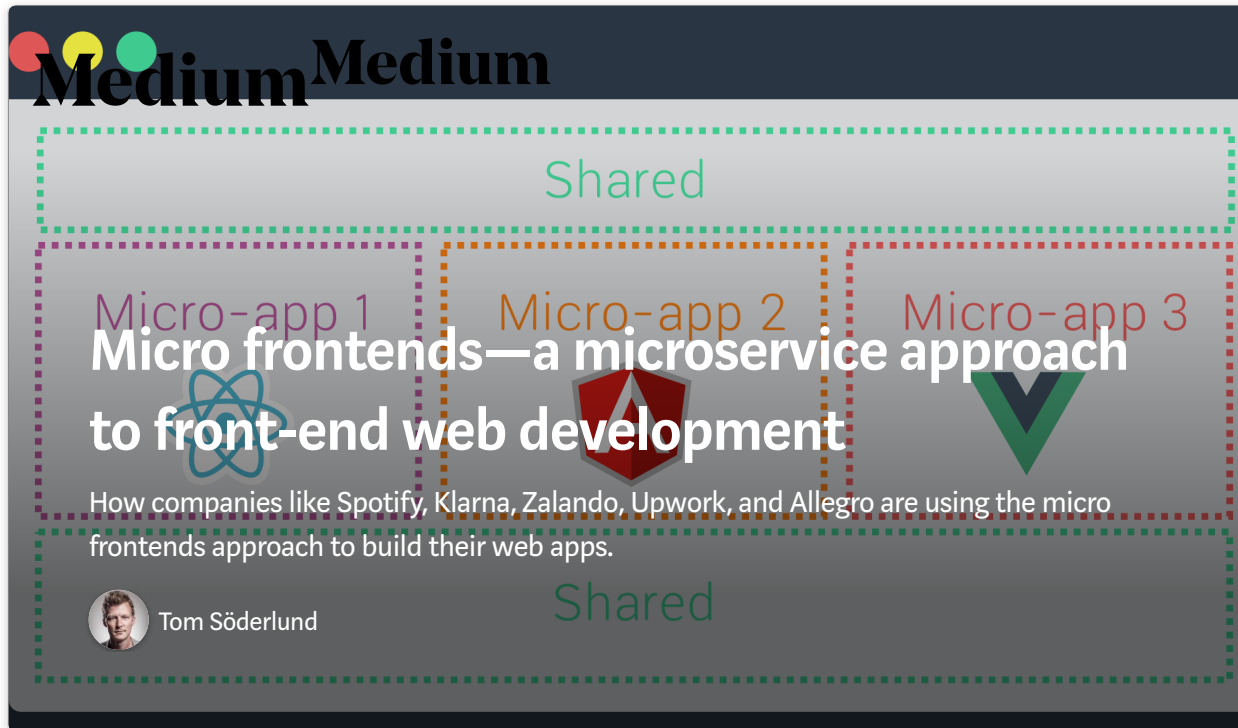 Medium
Medium
Shared
Micro-app 1
Micro-app 2
Micro-app 3
Micro frontends—a microservice approach
to front-end web development
How companies like Spotify, Klarna, Zalando, Upwork, and Allegro are using the micro
frontends approach to build their web apps.
Shared
Tom Söderlund